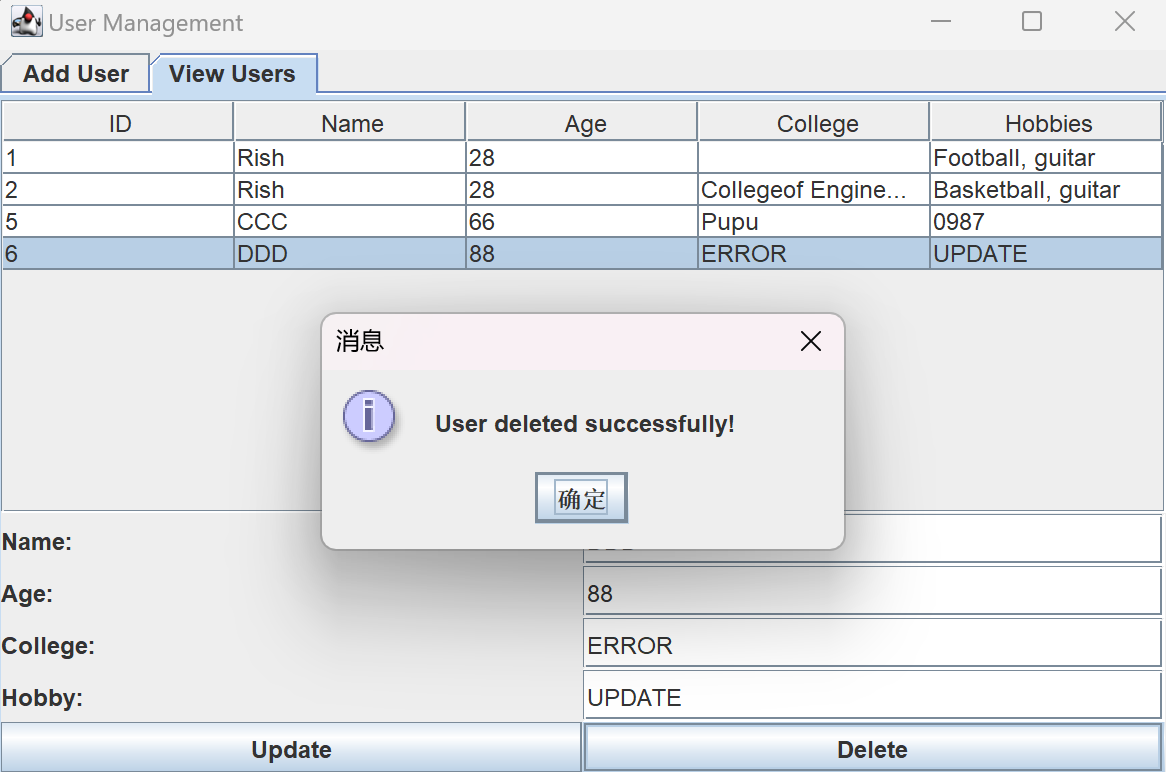 User Management
Add User View Users
ID Name Age College Hobbies
1 Rish 28 Football, guitar
2 Rish 28 Collegeof Engine... Basketball, guitar
5 CCC 66 Pupu 0987
6 DDD 88 ERROR UPDATE
消息
User deleted successfully!
确定
Name:
Age: 88
College: ERROR
Hobby: UPDATE
Update Delete